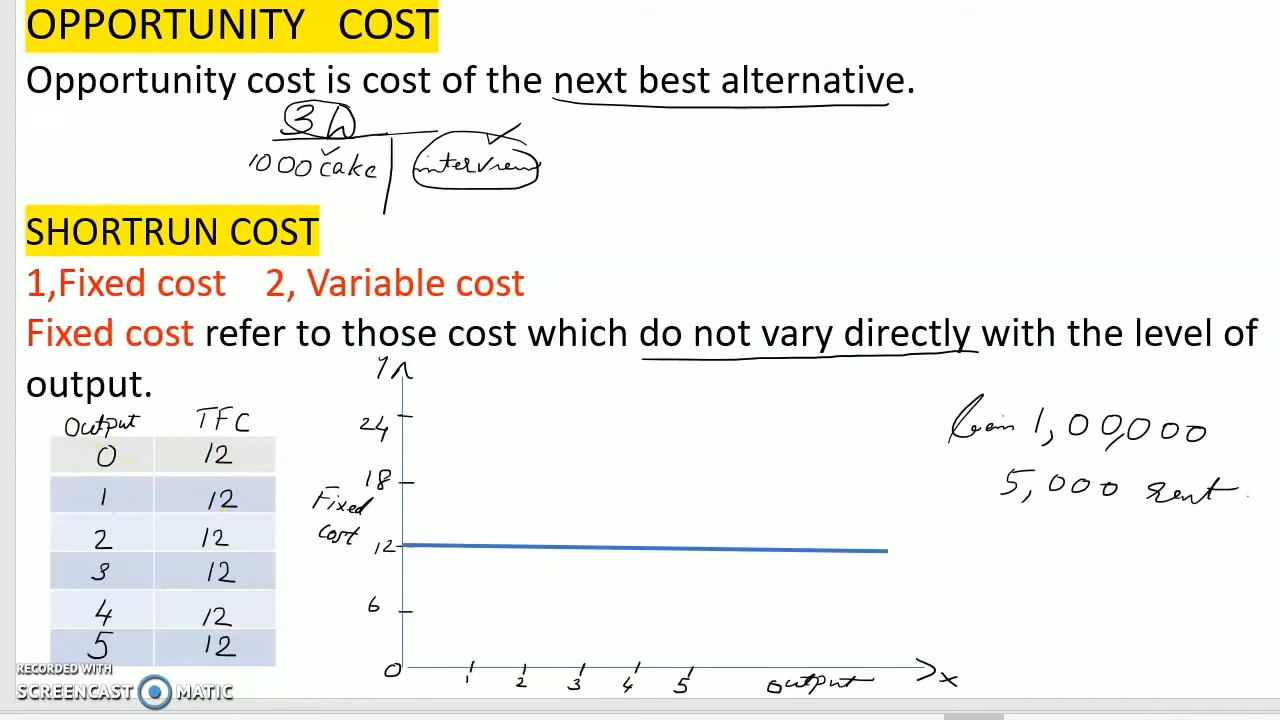 OPPORTUNITY COST
Opportunity cost is cost of the next best alternative.
3 h
1000 cake interview
SHORTRUN COST
1,Fixed cost 2, Variable cost
Fixed cost refer to those cost which do not vary directly with the level of
output.
Output TFC
0 12
1 12
2 12
3 12
4 12
5 12
Y
24
18
Fixed
cost
12
6
0
1 2 3 4 5 output x
1,00,000
5,000 rent
RECORDED WITH
SCREENCAST MATIC